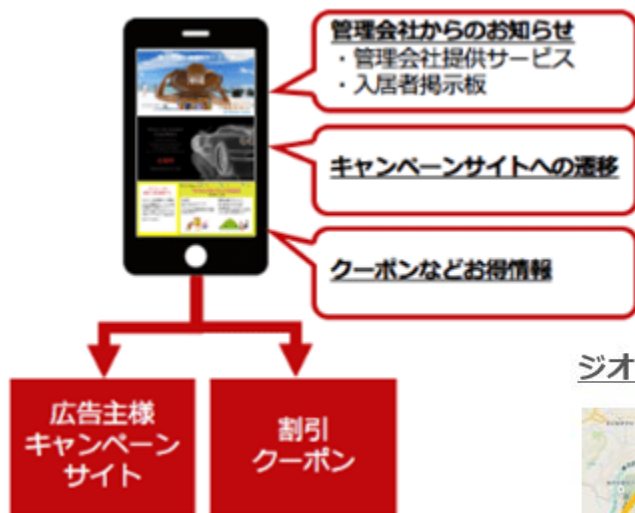 管理会社からのお知らせ
・管理会社提供サービス
・入居者掲示板
キャンペーンサイトへの遷移
クーポンなどお得情報
広告主様
キャンペーン
サイト
割引
クーポン
ジオ